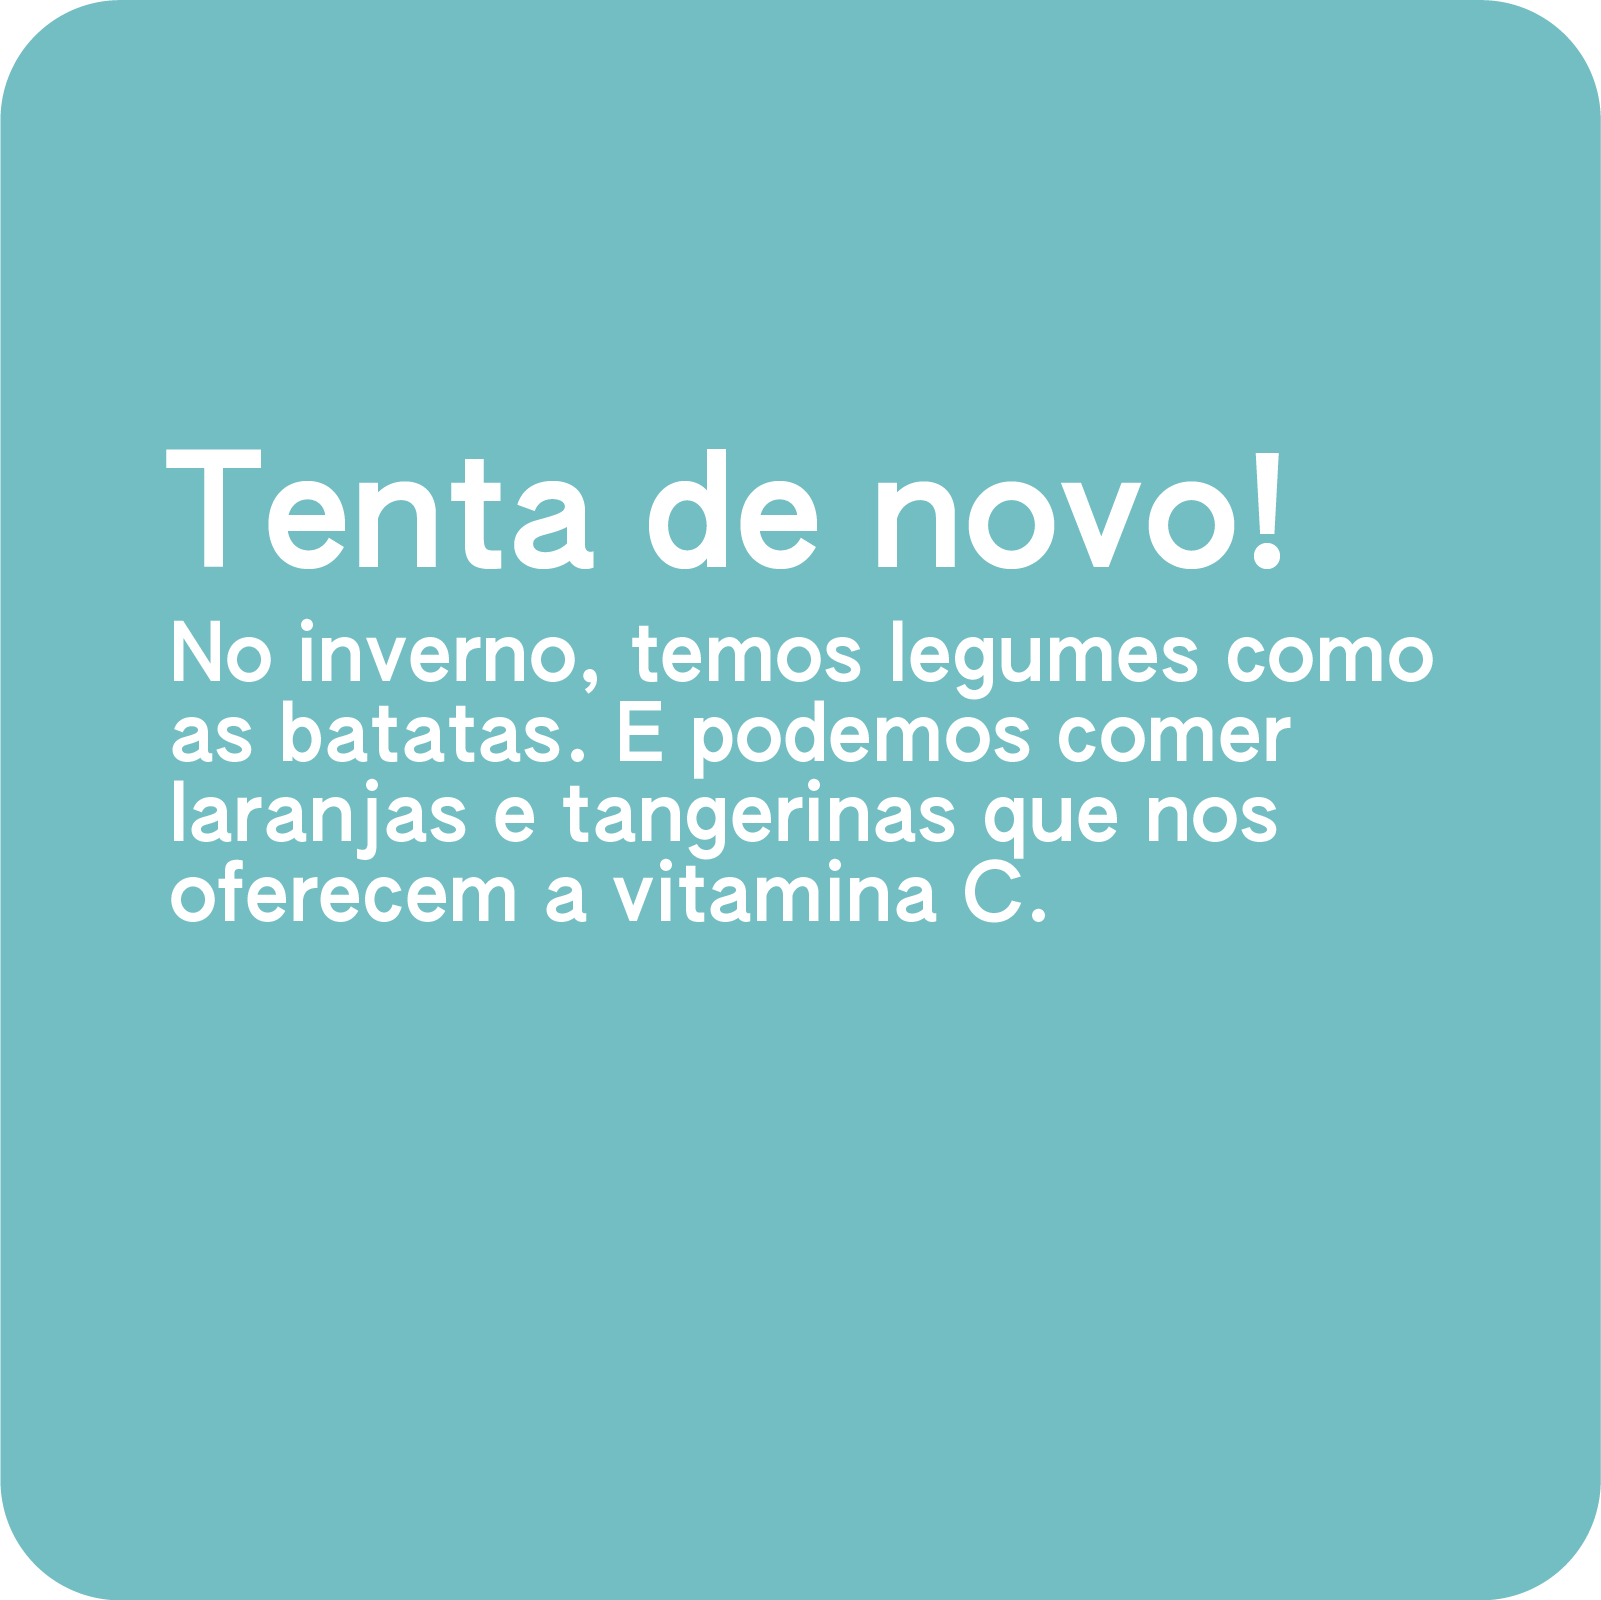 Tenta de novo!
No inverno, temos legumes como
as batatas. E podemos comer
laranjas e tangerinas que nos
oferecem a vitamina C.